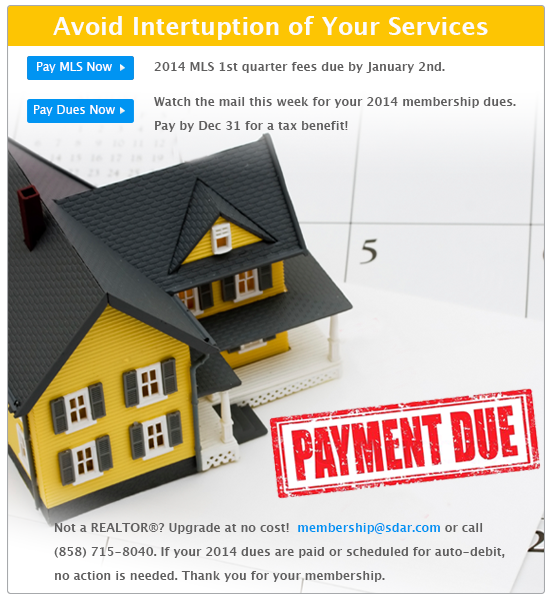 Avoid Intertuption of Your Services
Pay MLS Now
2014 MLS 1st quarter fees due by January 2nd.
Pay Dues Now
Watch the mail this week for your 2014 membership dues.
Pay by Dec 31 for a tax benefit!
5
PAYMENT DUE
Not a REALTOR®? Upgrade at no cost! membership@sdar.com or call
(858) 715-8040. If your 2014 dues are paid or scheduled for auto-debit,
2
no action is needed. Thank you for your membership.